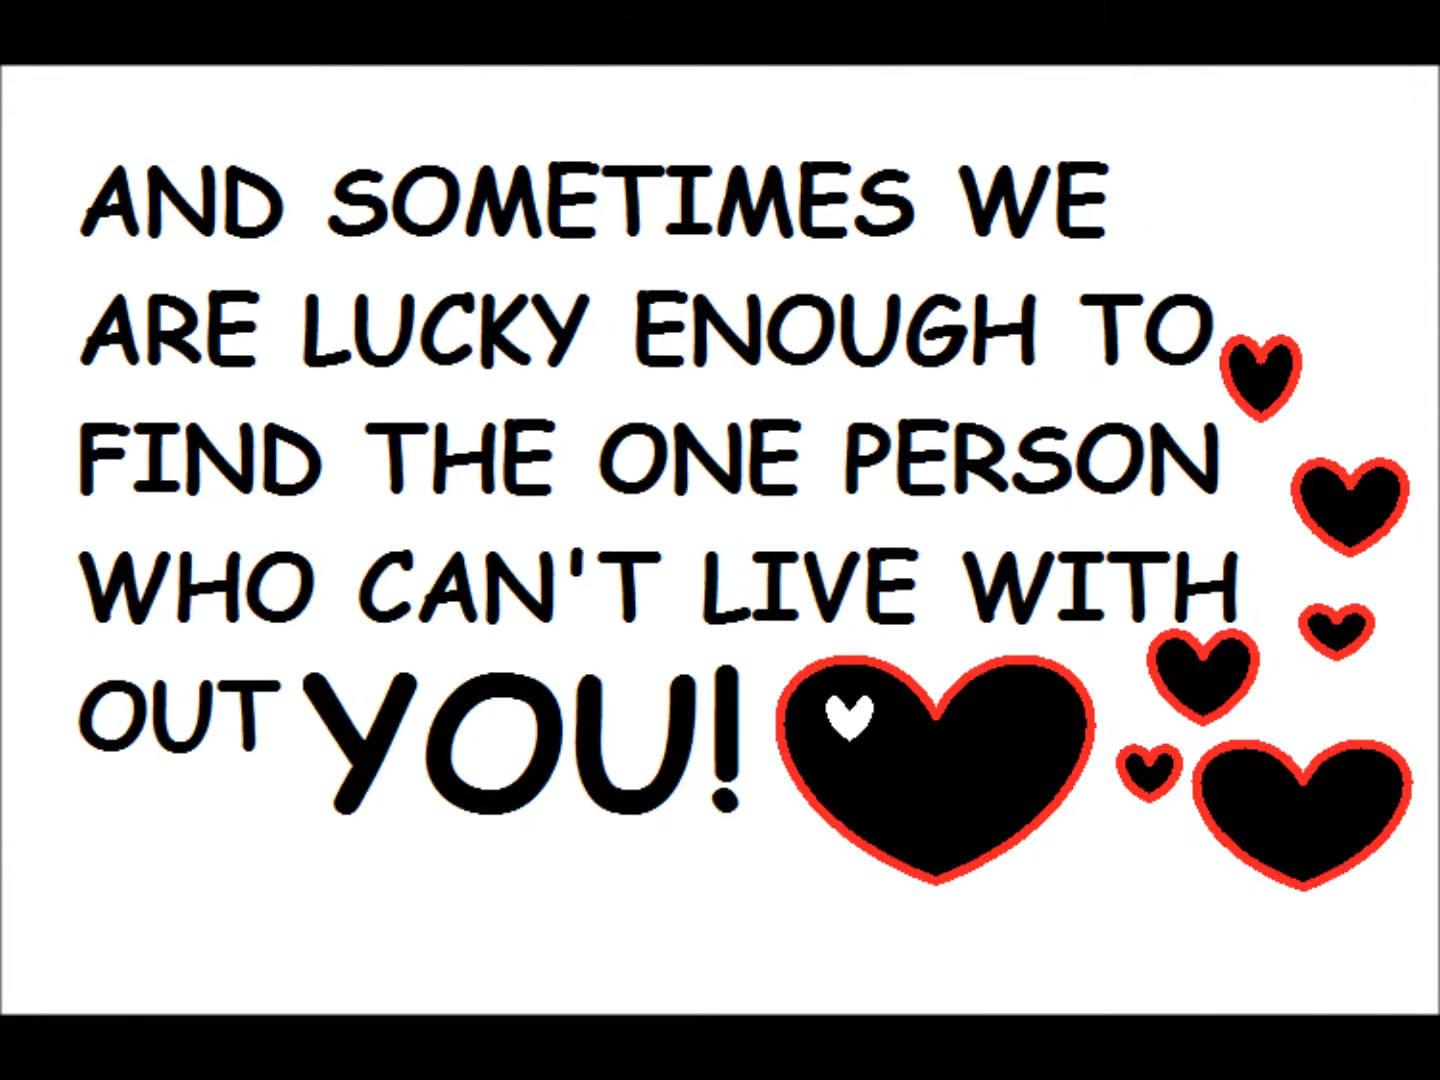 AND SOMETIMES WE
ARE LUCKY ENOUGH TO
FIND THE ONE PERSON
WHO CAN'T LIVE WITH
OUT YOU!